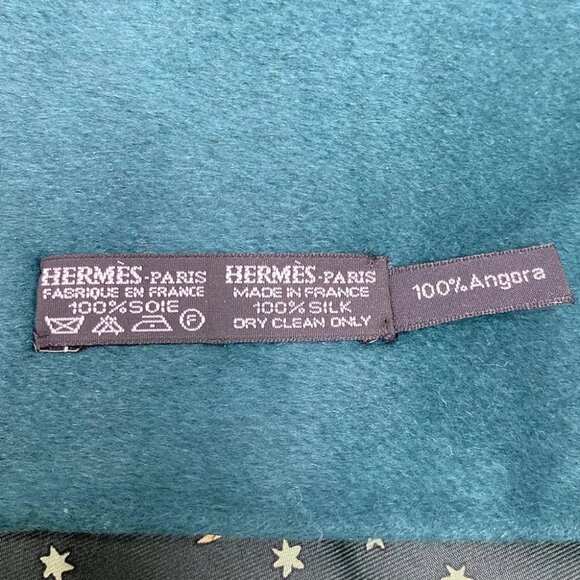 HERMÈS-PARIS
FABRIQUE EN FRANCE
100%SOIE
F
HERMÈS-PARIS
MADE IN FRANCE
100%SILK
DRY CLEAN ONLY
100%Angora